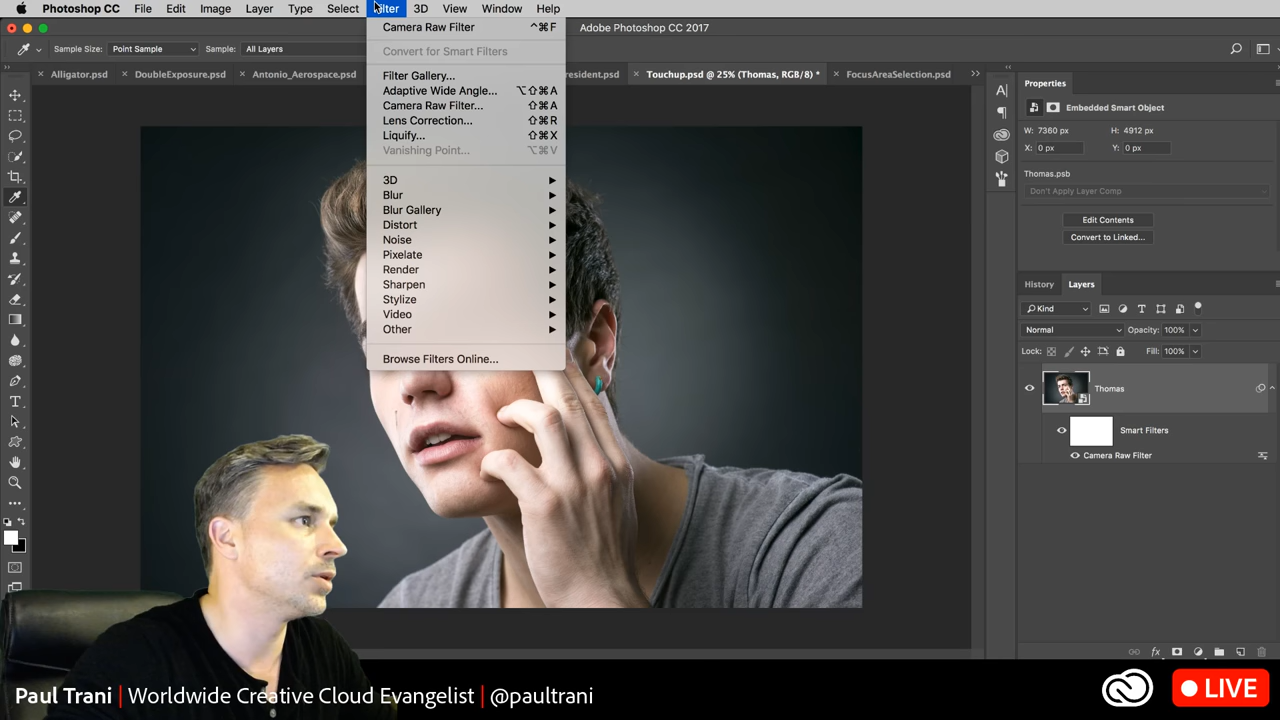 Photoshop CC File Edit Image Layer Type Select Filter 3D View Window Help
Adobe Photoshop CC 2017
Sample Size: Point Sample Sample: All Layers
Alligator.psd DoubleExposure.psd Antonio_Aerospace.psd resident.psd Touchup.psd @ 25% (Thomas, RGB/8) * FocusAreaSelection.psd
Camera Raw Filter ^⌘F
Convert for Smart Filters
Filter Gallery...
Adaptive Wide Angle... ⌥⇧⌘A
Camera Raw Filter... ⇧⌘A
Lens Correction... ⇧⌘R
Liquify... ⇧⌘X
Vanishing Point... ⌥⌘V
3D
Blur
Blur Gallery
Distort
Noise
Pixelate
Render
Sharpen
Stylize
Video
Other
Browse Filters Online...
Properties
Embedded Smart Object
W: 7360 px H: 4912 px
X: 0 px Y: 0 px
Thomas.psb
Don't Apply Layer Comp
Edit Contents
Convert to Linked...
History Layers
Kind
Normal Opacity: 100%
Lock: Fill: 100%
Thomas
Smart Filters
Camera Raw Filter
Paul Trani | Worldwide Creative Cloud Evangelist | @paultrani
LIVE